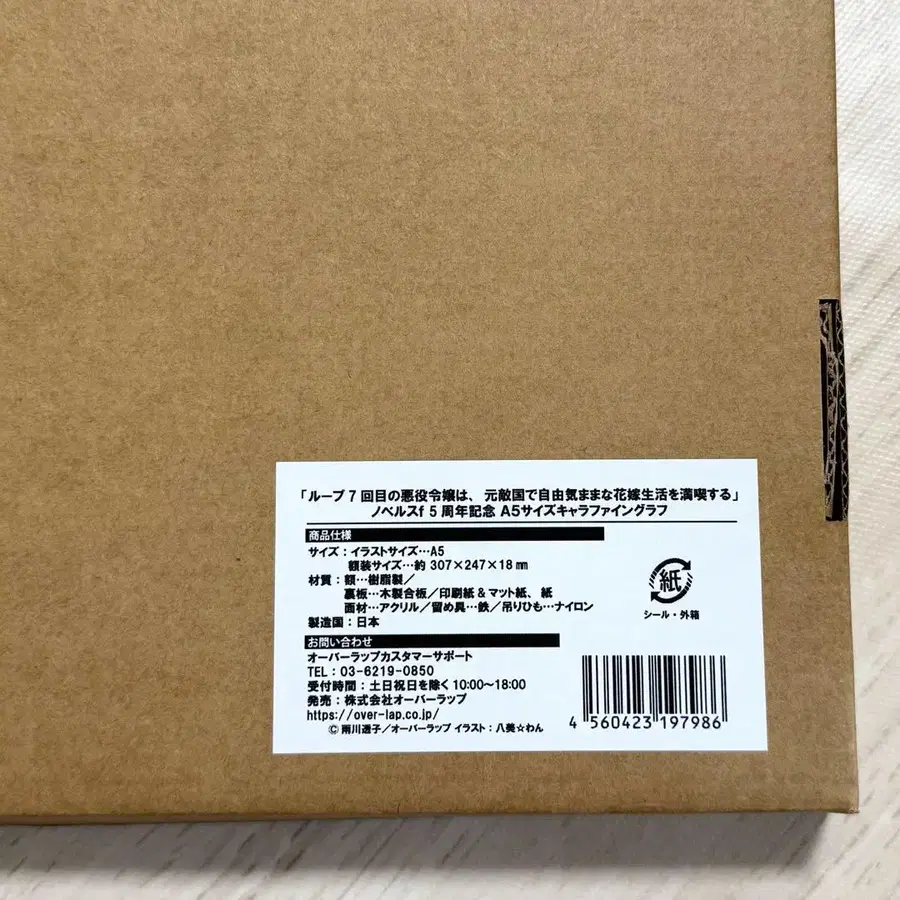 「ループ7回目の悪役令嬢は、元敵国で自由気ままな花嫁生活を満喫する」
ノベルスf 5周年記念 A5サイズキャラファイングラフ
商品仕様
サイズ：イラストサイズ…A5
額装サイズ…約 307×247×18㎜
材質：額…樹脂製／
裏板…木製合板／印刷紙＆マット紙、紙
面材…アクリル／留め具…鉄／吊りひも…ナイロン
製造国：日本
紙
シール・外箱
お問い合わせ
オーバーラップカスタマーサポート
TEL：03-6219-0850
受付時間：土日祝日を除く 10:00～18:00
発売：株式会社オーバーラップ
https://over-lap.co.jp/
© 雨川透子／オーバーラップ イラスト：八美☆わん
4 560423 197986